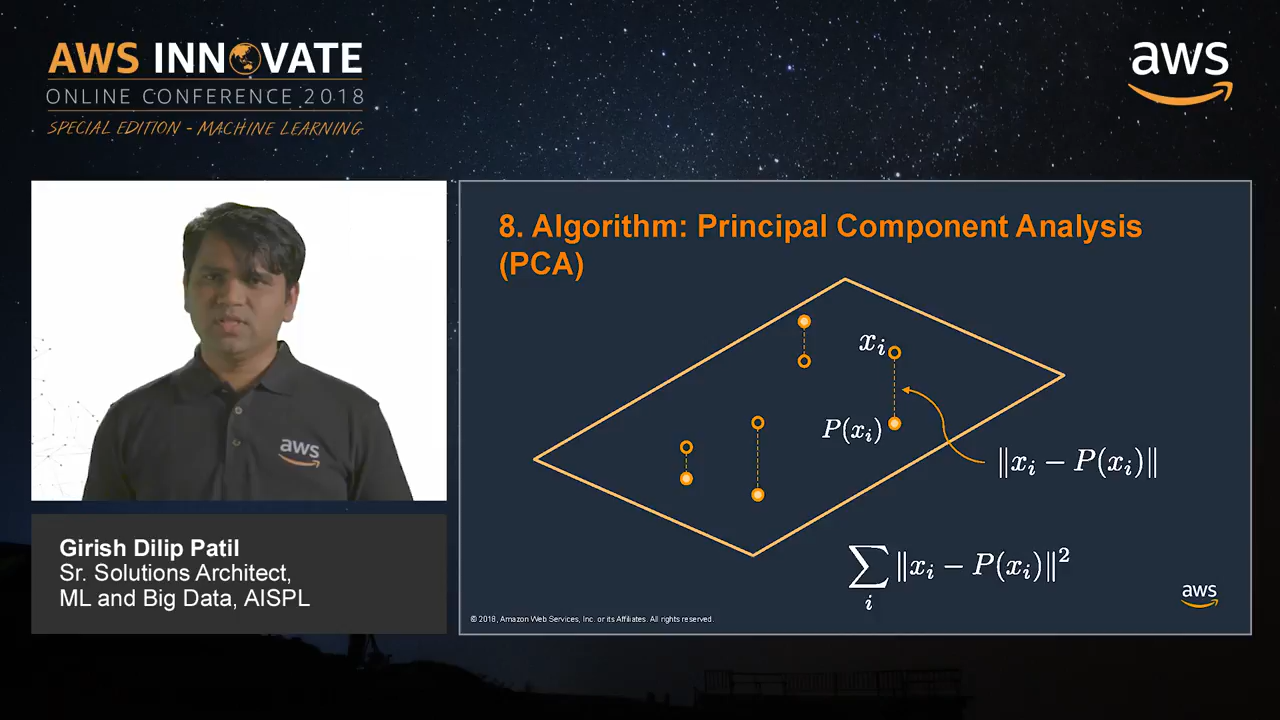 AWS INNOVATE
ONLINE CONFERENCE 2018
SPECIAL EDITION - MACHINE LEARNING
aws
aws
Girish Dilip Patil
Sr. Solutions Architect,
ML and Big Data, AISPL
8. Algorithm: Principal Component Analysis
(PCA)
x_i
P(x_i)
‖x_i − P(x_i)‖
∑_i ‖x_i − P(x_i)‖²
aws
© 2018, Amazon Web Services, Inc. or its Affiliates. All rights reserved.